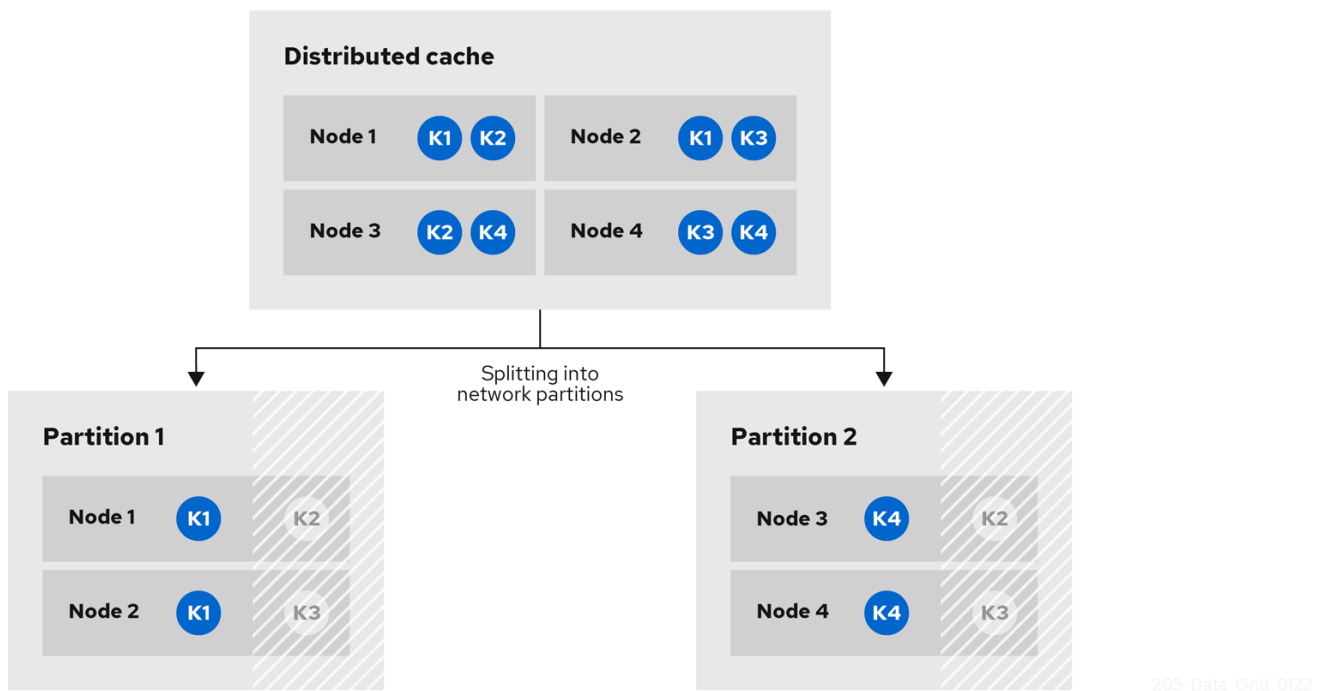 Distributed cache
Node 1 K1 K2
Node 2 K1 K3
Node 3 K2 K4
Node 4 K3 K4
Splitting into
network partitions
Partition 1
Node 1 K1 K2
Node 2 K1 K3
Partition 2
Node 3 K4 K2
Node 4 K4 K3
205_Data_Grid_0122